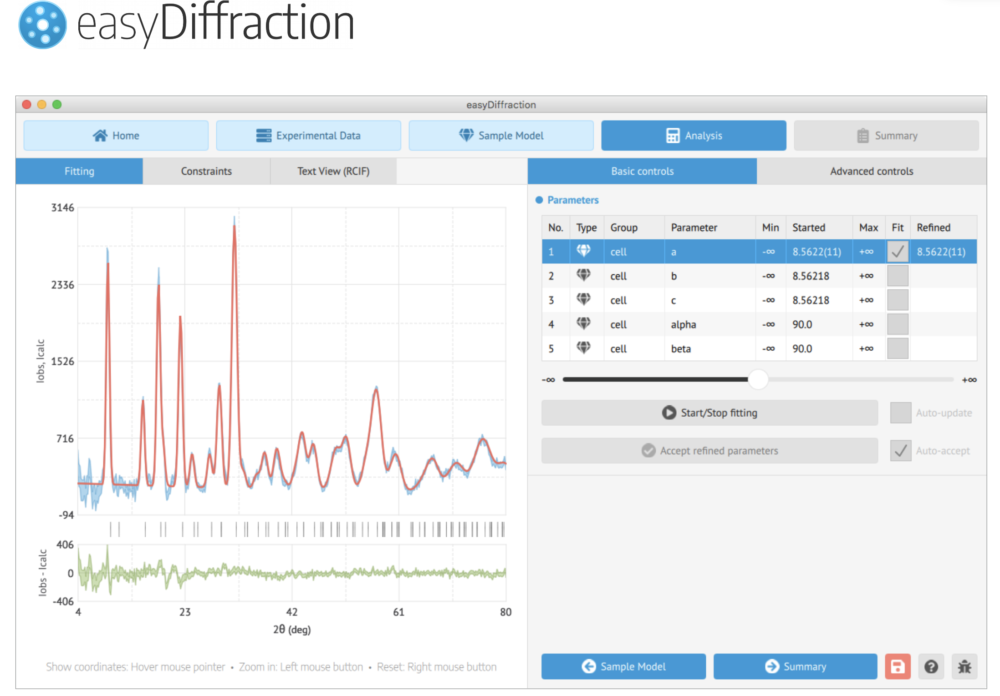 easyDiffraction
easyDiffraction
Home
Experimental Data
Sample Model
Analysis
Summary
Fitting
Constraints
Text View (RCIF)
Basic controls
Advanced controls
3146
2336
1526
716
-94
Iobs, Icalc
406
0
-406
Iobs - Icalc
4 23 42 61 80
2θ (deg)
Show coordinates: Hover mouse pointer • Zoom in: Left mouse button • Reset: Right mouse button
Parameters
No. Type Group Parameter Min Started Max Fit Refined
1 cell a -∞ 8.5622(11) +∞ 8.5622(11)
2 cell b -∞ 8.56218 +∞
3 cell c -∞ 8.56218 +∞
4 cell alpha -∞ 90.0 +∞
5 cell beta -∞ 90.0 +∞
-∞ +∞
Start/Stop fitting
Auto-update
Accept refined parameters
Auto-accept
Sample Model
Summary